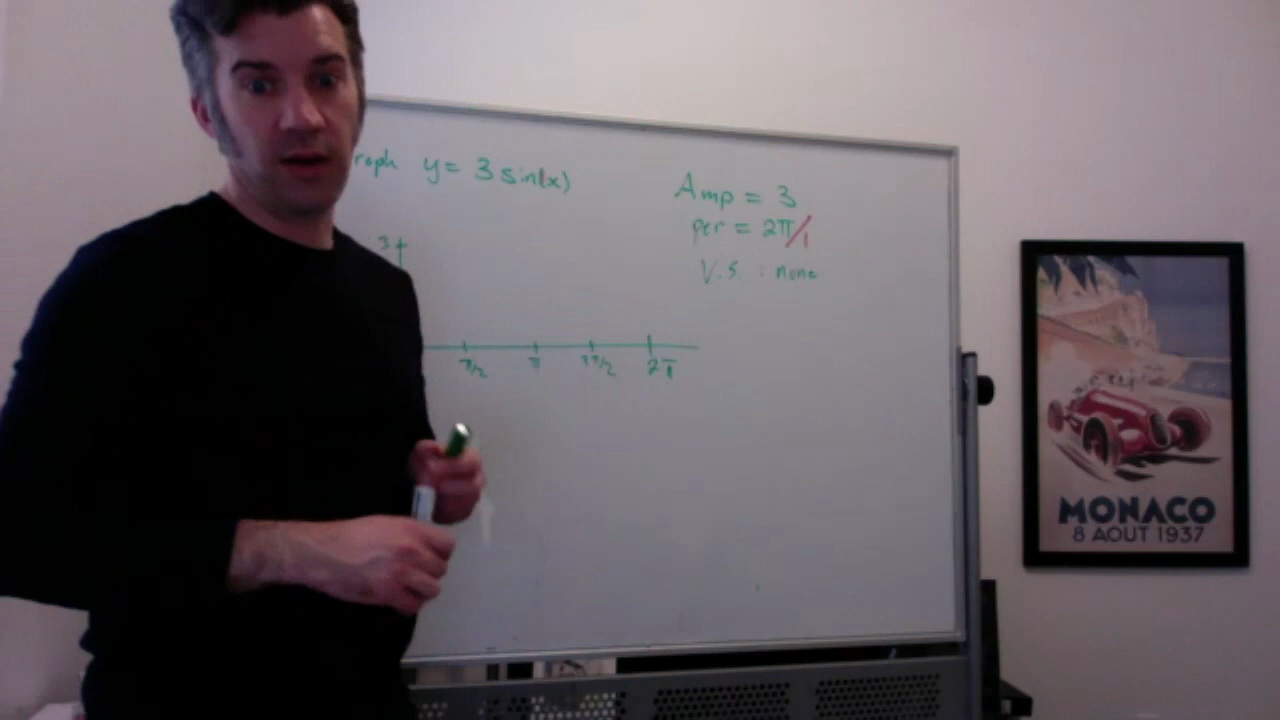 raph y = 3 sin(x)
Amp = 3
per = 2π/1
V.S. : none
3
π/2 π 3π/2 2π
MONACO
8 AOUT 1937